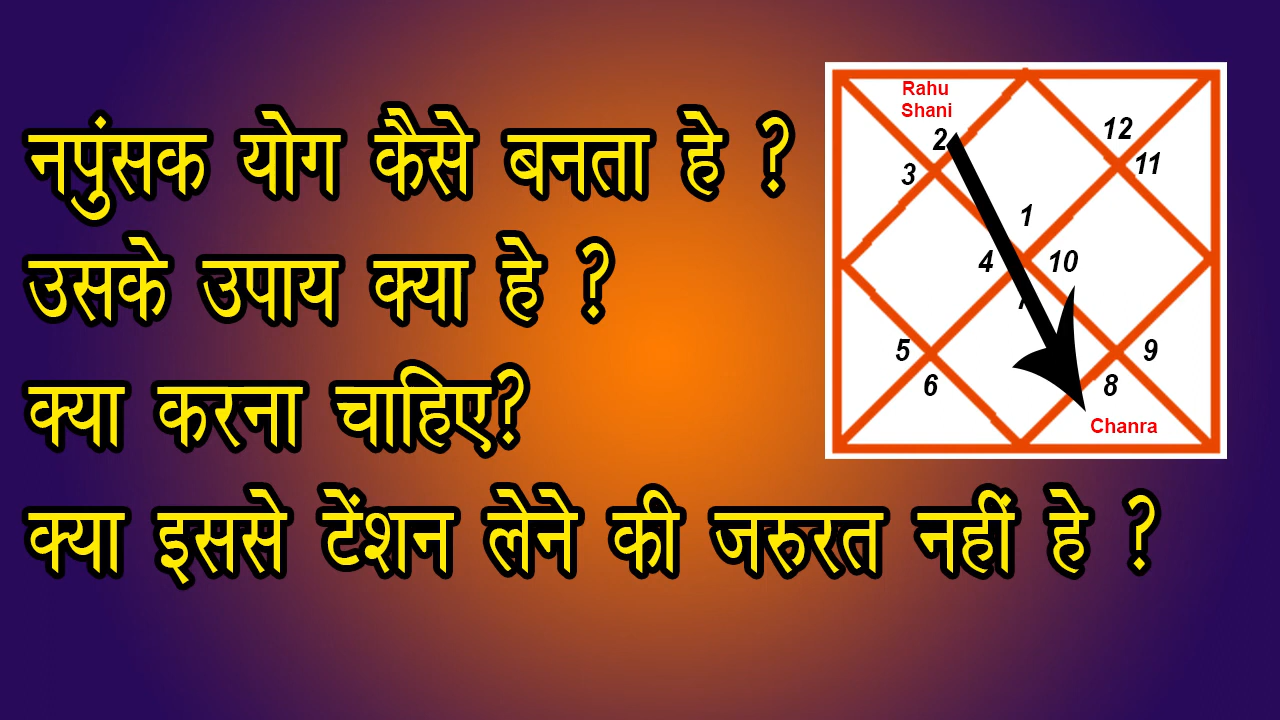 नपुंसक योग कैसे बनता हे ?
उसके उपाय क्या हे ?
क्या करना चाहिए?
क्या इससे टेंशन लेने की जरुरत नहीं हे ?
Rahu
Shani
2
12
3
11
1
4
10
5
9
6
8
Chanra